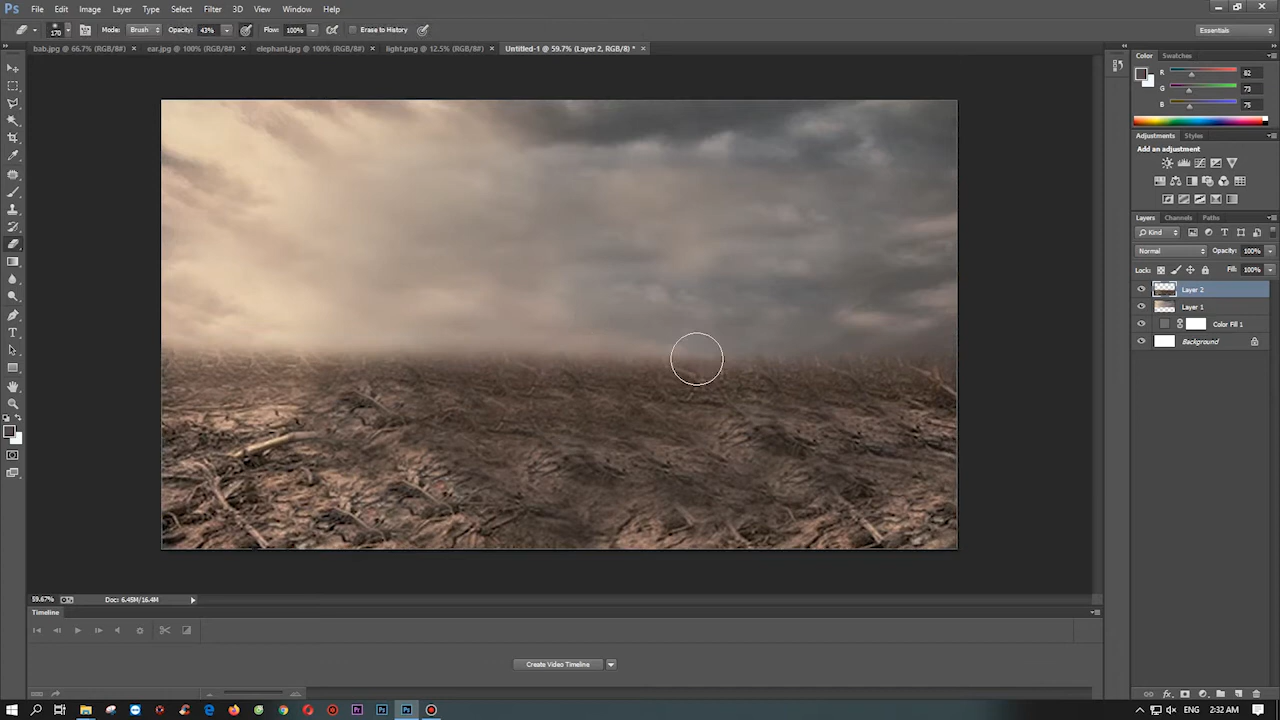 Ps File Edit Image Layer Type Select Filter 3D View Window Help
170 Mode: Brush Opacity: 43% Flow: 100% Erase to History Essentials
bab.jpg @ 66.7% (RGB/8#) × ear.jpg @ 100% (RGB/8#) × elephant.jpg @ 100% (RGB/8#) × light.png @ 12.5% (RGB/8#) × Untitled-1 @ 59.7% (Layer 2, RGB/8) * ×
Color Swatches
R 82
G 73
B 75
Adjustments Styles
Add an adjustment
Layers Channels Paths
Kind
Normal Opacity: 100%
Lock: Fill: 100%
Layer 2
Layer 1
Color Fill 1
Background
59.67% Doc: 6.45M/16.4M
Timeline
Create Video Timeline
2:32 AM